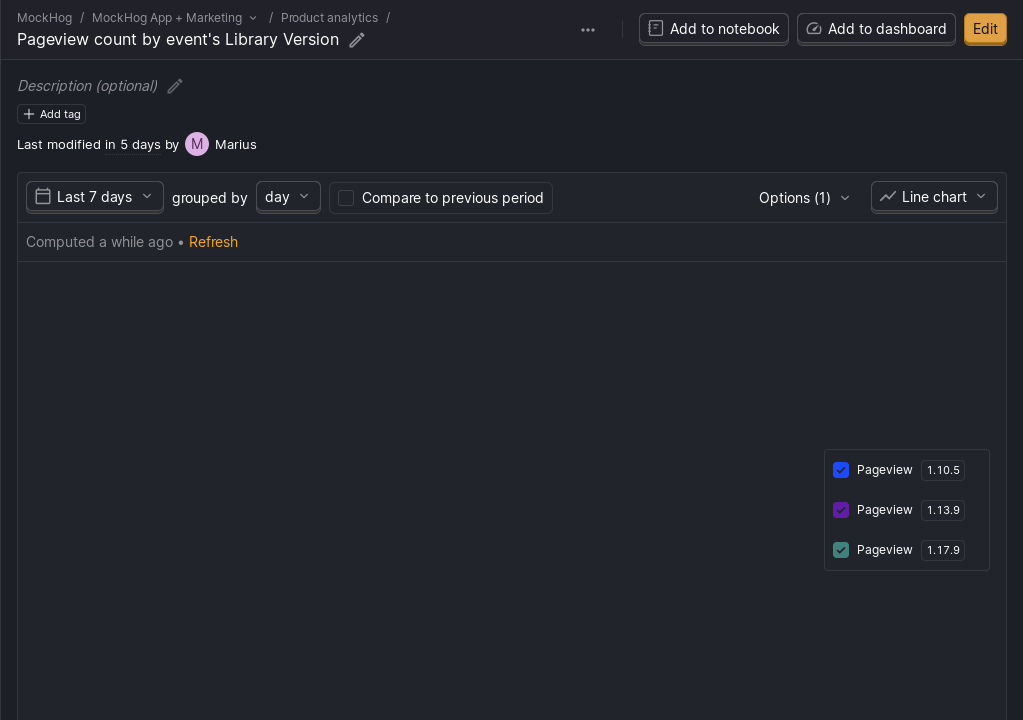 MockHog / MockHog App + Marketing / Product analytics /
Pageview count by event's Library Version
Add to notebook
Add to dashboard
Edit
Description (optional)
Add tag
Last modified in 5 days by M Marius
Last 7 days grouped by day Compare to previous period Options (1) Line chart
Computed a while ago • Refresh
Pageview 1.10.5
Pageview 1.13.9
Pageview 1.17.9